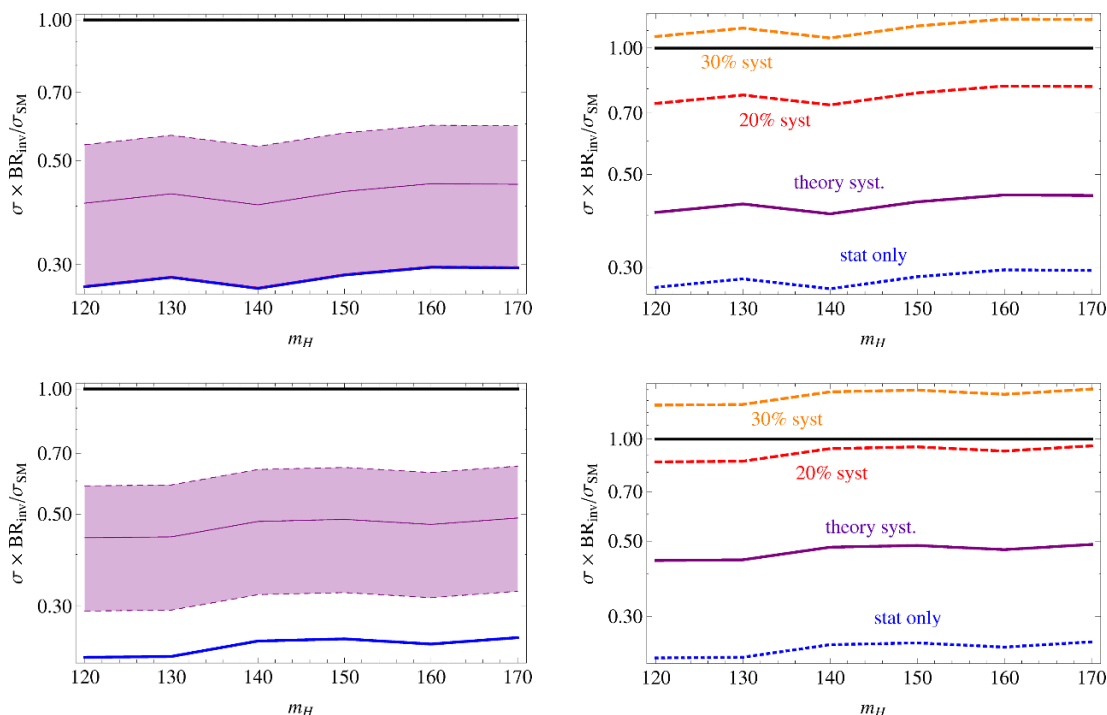 1.00
0.70
0.50
0.30
σ × BR_inv/σ_SM
120 130 140 150 160 170
m_H
1.00
0.70
0.50
0.30
σ × BR_inv/σ_SM
30% syst
20% syst
theory syst.
stat only
120 130 140 150 160 170
m_H
1.00
0.70
0.50
0.30
σ × BR_inv/σ_SM
120 130 140 150 160 170
m_H
1.00
0.70
0.50
0.30
σ × BR_inv/σ_SM
30% syst
20% syst
theory syst.
stat only
120 130 140 150 160 170
m_H